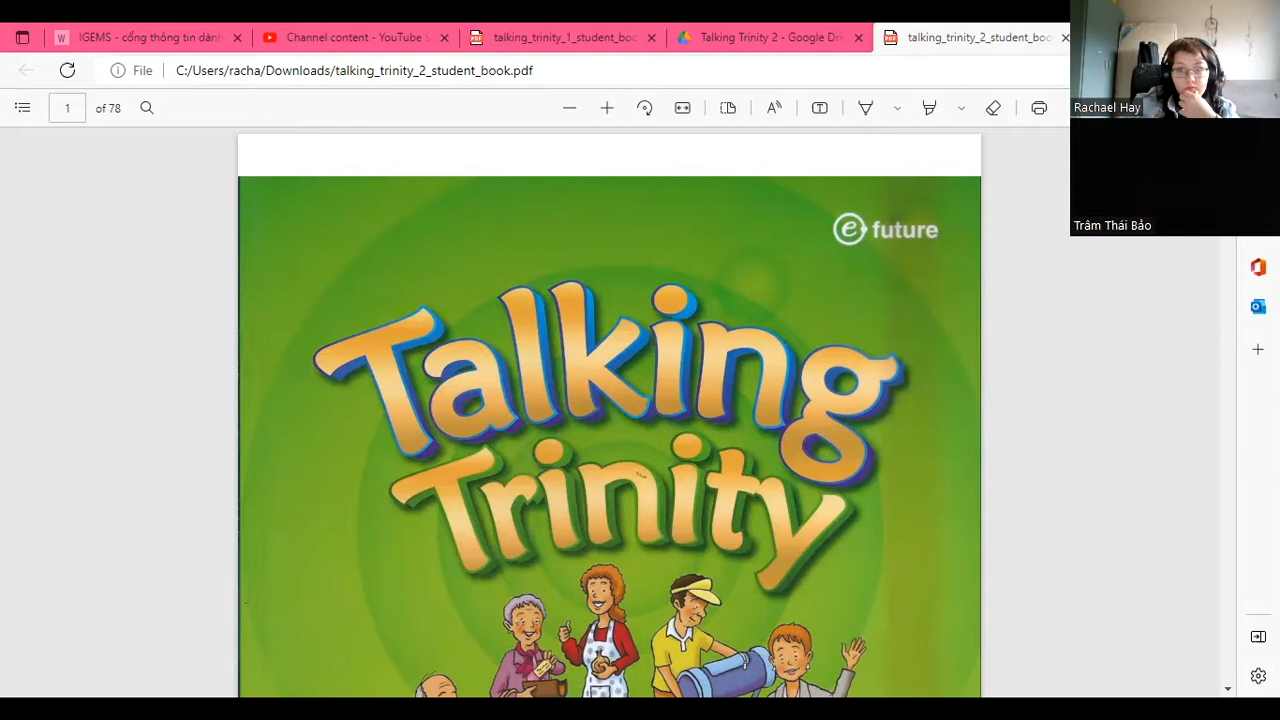 IGEMS - cổng thông tin dành
Channel content - YouTube S
talking_trinity_1_student_boo
Talking Trinity 2 - Google Dri
talking_trinity_2_student_boo
File
C:/Users/racha/Downloads/talking_trinity_2_student_book.pdf
1 of 78
Rachael Hay
Trâm Thái Bảo
e future
Talking
Trinity